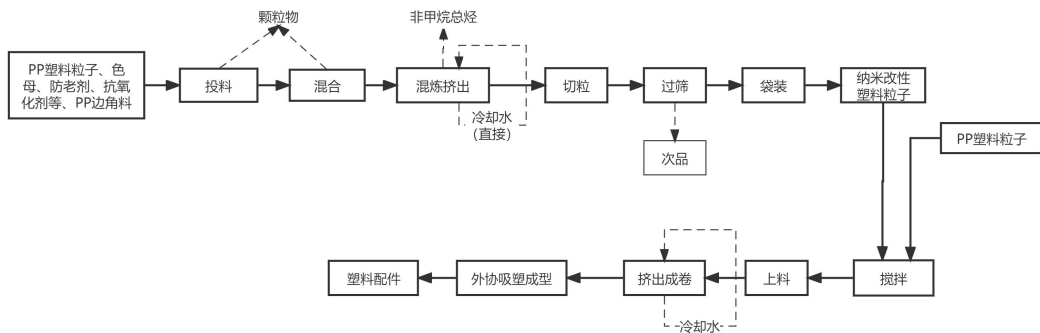 颗粒物
非甲烷总烃
PP塑料粒子、色
母、防老剂、抗氧
化剂等、PP边角料
投料
混合
混炼挤出
切粒
过筛
袋装
纳米改性
塑料粒子
冷却水
（直接）
次品
PP塑料粒子
塑料配件
外协吸塑成型
挤出成卷
上料
搅拌
冷却水